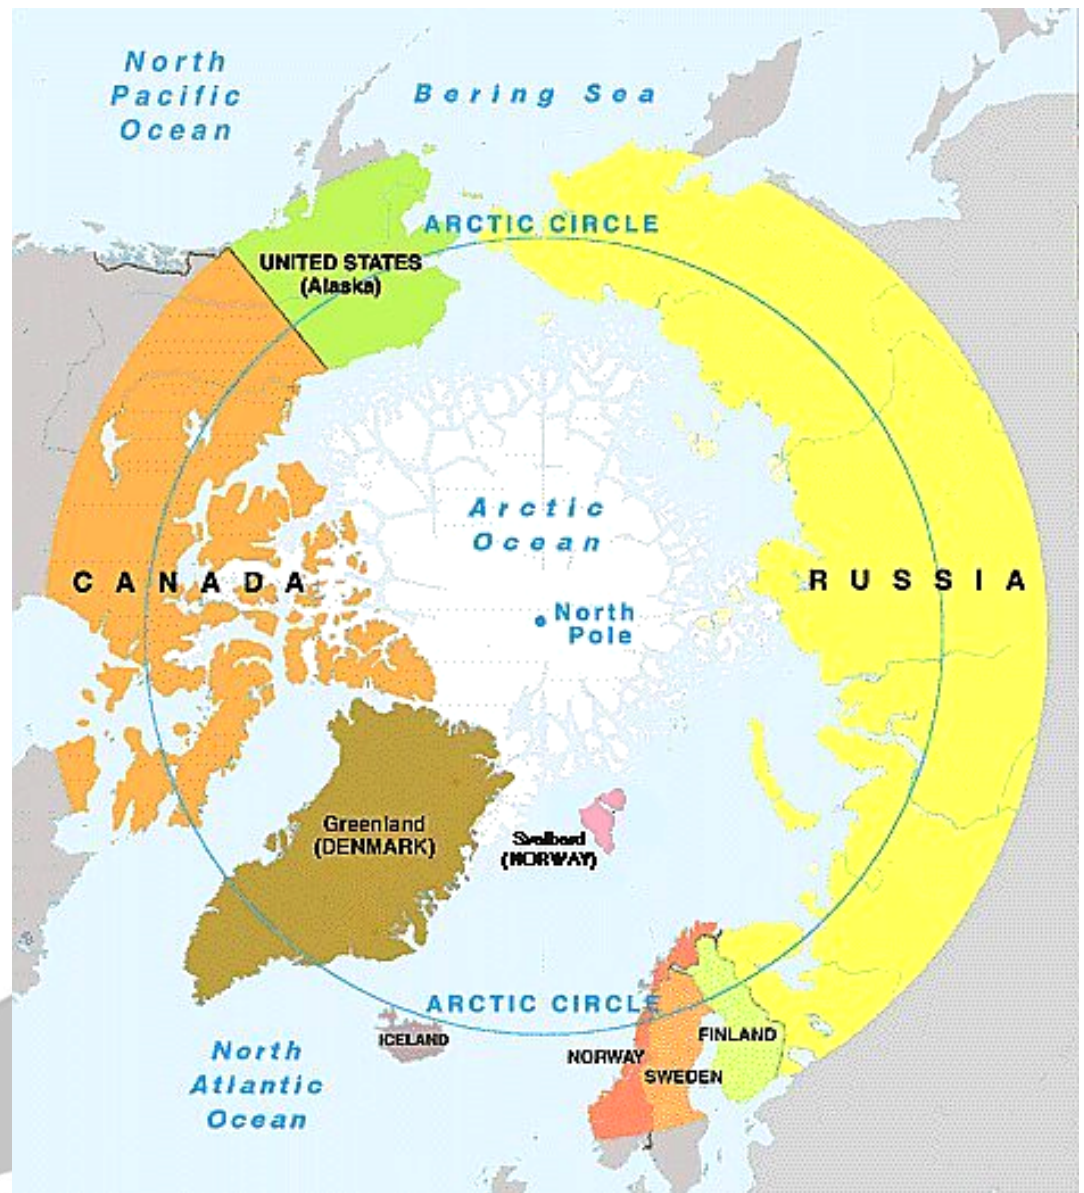 North
Pacific
Ocean
Bering Sea
ARCTIC CIRCLE
UNITED STATES
(Alaska)
Arctic
Ocean
CANADA
RUSSIA
North
Pole
Greenland
(DENMARK)
Svalbard
(NORWAY)
ARCTIC CIRCLE
ICELAND
FINLAND
NORWAY
SWEDEN
North
Atlantic
Ocean